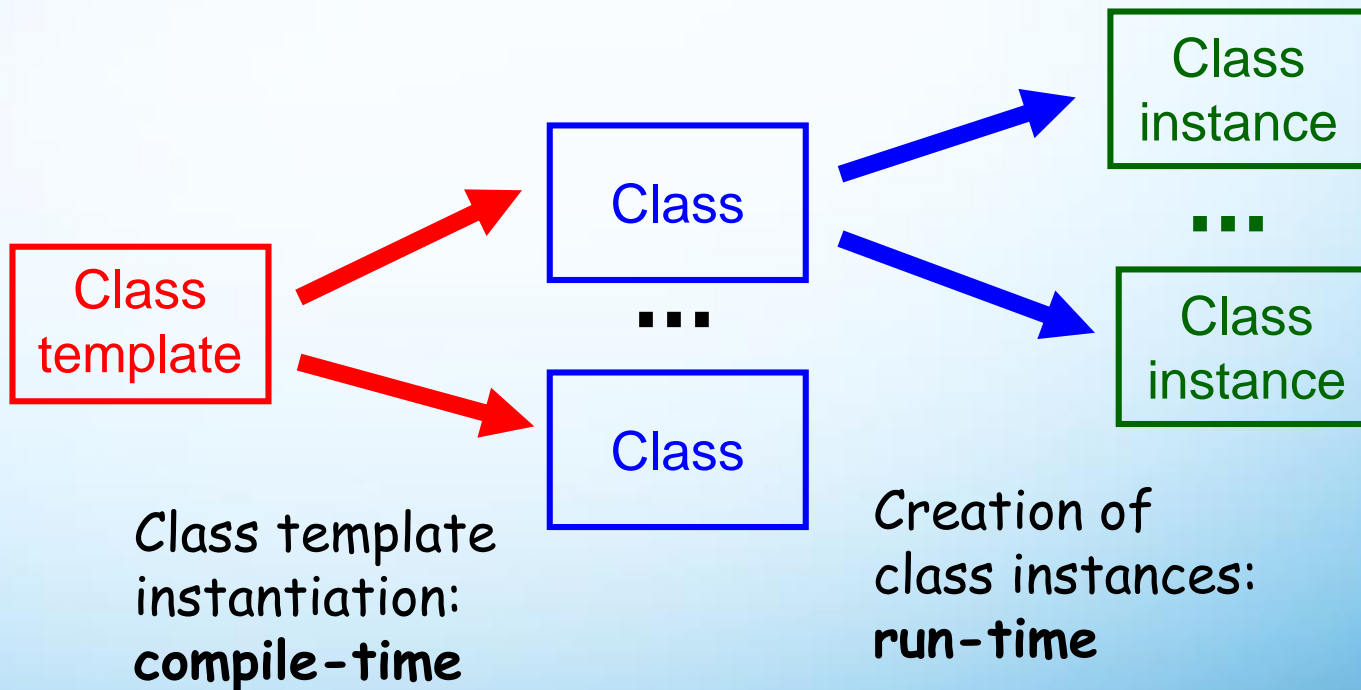 Class
template
Class
...
Class
Class
instance
...
Class
instance
Class template
instantiation:
compile-time
Creation of
class instances:
run-time